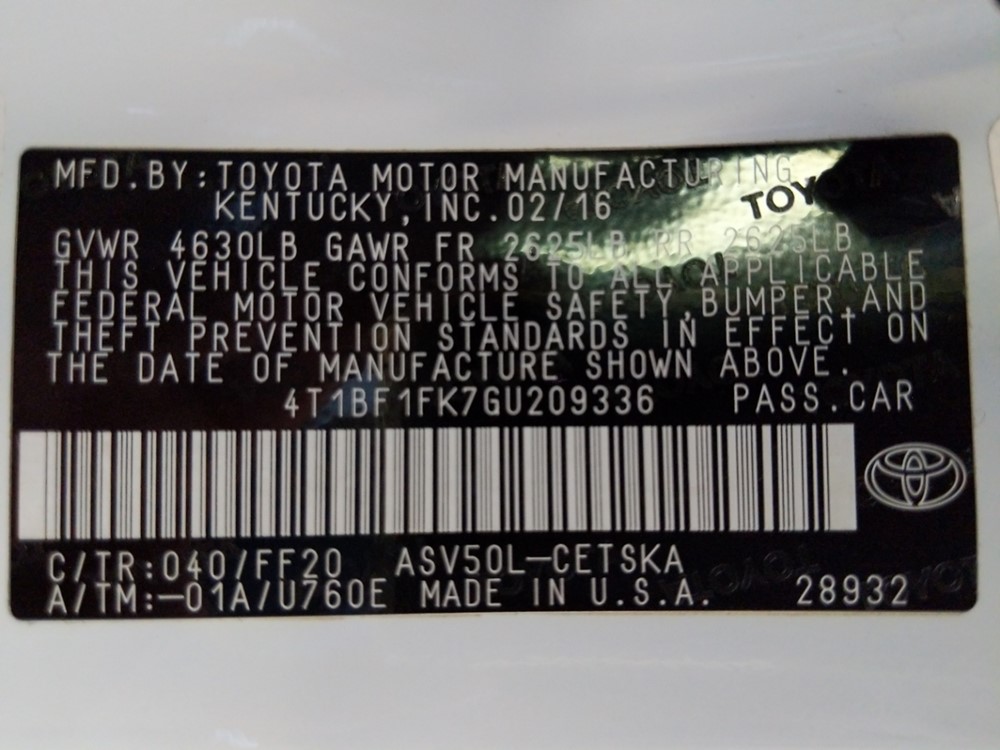 MFD.BY:TOYOTA MOTOR MANUFACTURING
KENTUCKY,INC.02/16
TOYO
GVWR 4630LB GAWR FR 2625LB RR 2625LB
THIS VEHICLE CONFORMS TO ALL APPLICABLE
FEDERAL MOTOR VEHICLE SAFETY,BUMPER,AND
THEFT PREVENTION STANDARDS IN EFFECT ON
THE DATE OF MANUFACTURE SHOWN ABOVE.
4T1BF1FK7GU209336 PASS.CAR
C/TR:040/FF20 ASV50L-CETSKA
A/TM:-01A/U760E MADE IN U.S.A. 28932